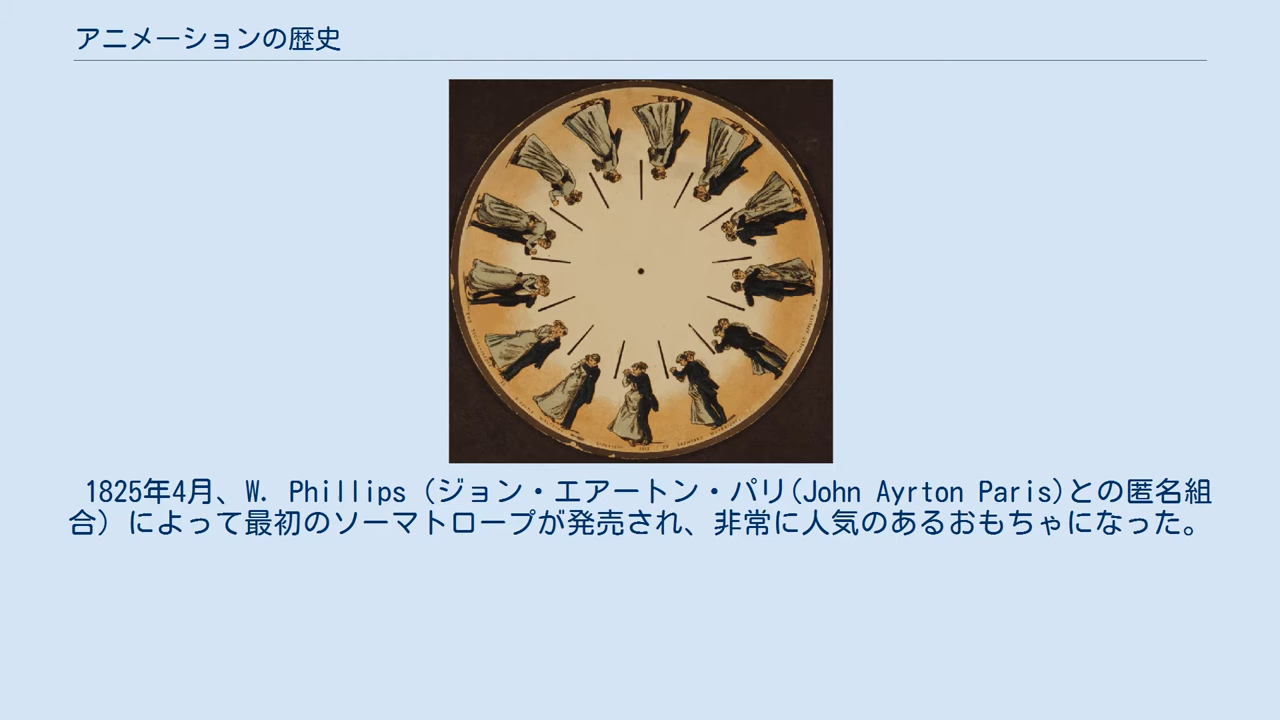 アニメーションの歴史
1825年4月、W. Phillips（ジョン・エアートン・パリ(John Ayrton Paris)との匿名組
合）によって最初のソーマトロープが発売され、非常に人気のあるおもちゃになった。